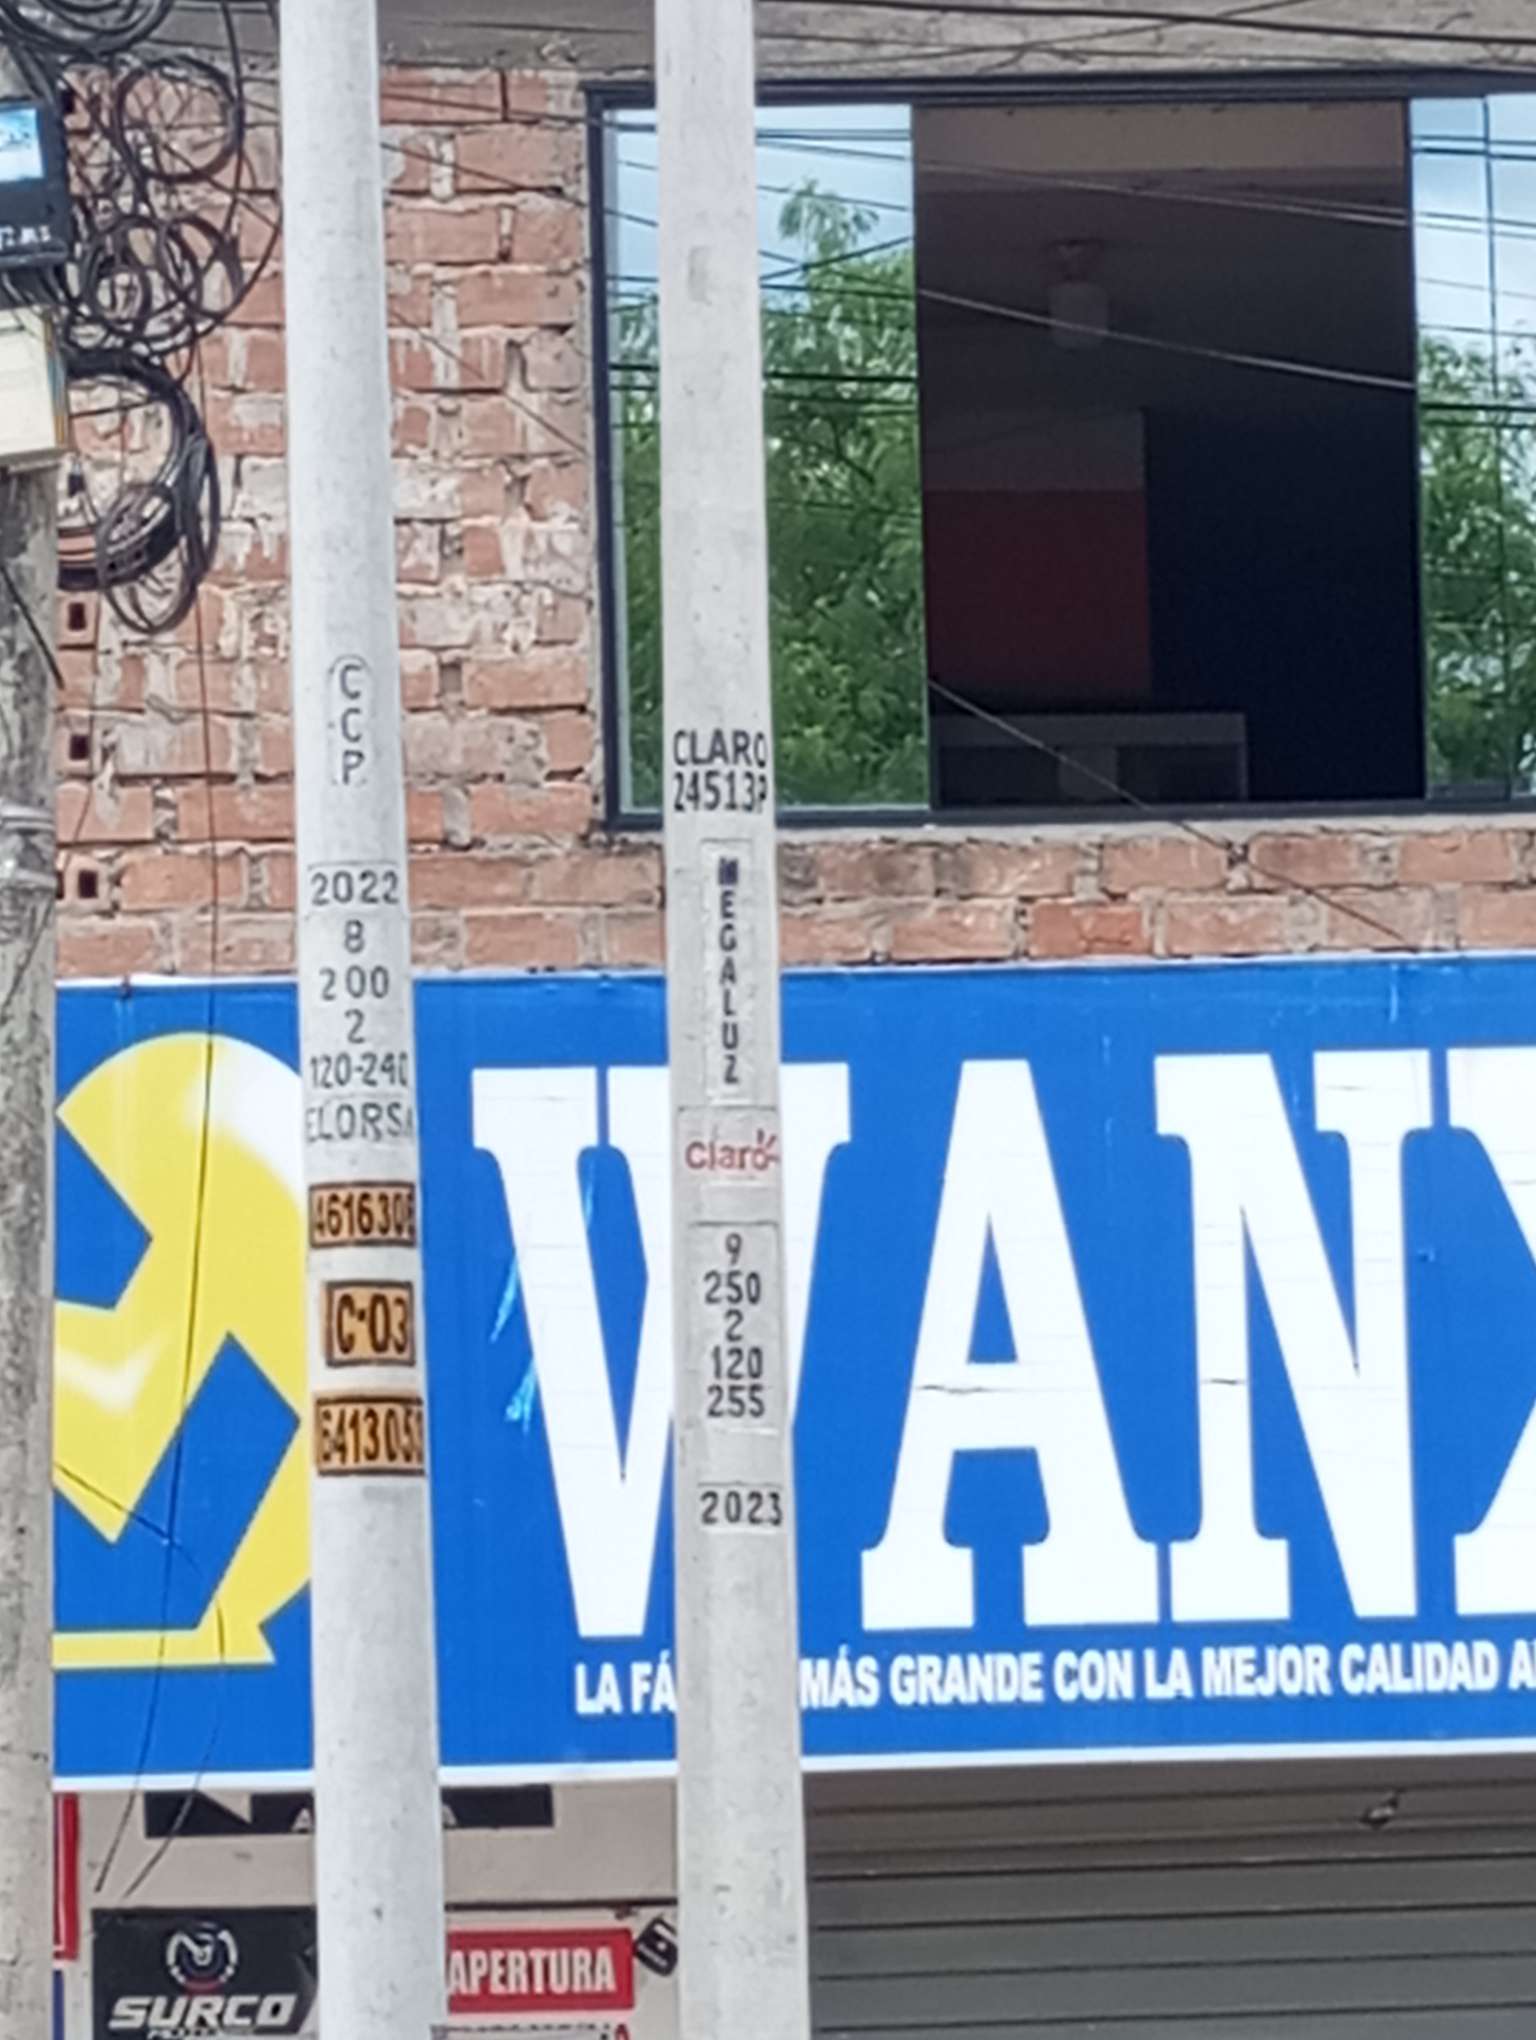 C
C
P
2022
8
200
2
120-240
ELORSA
C-03
CLARO
24513P
MEGALUZ
Claro
9
250
2
120
255
2023
WANX
LA FÁ MÁS GRANDE CON LA MEJOR CALIDAD A
SURCO
APERTURA